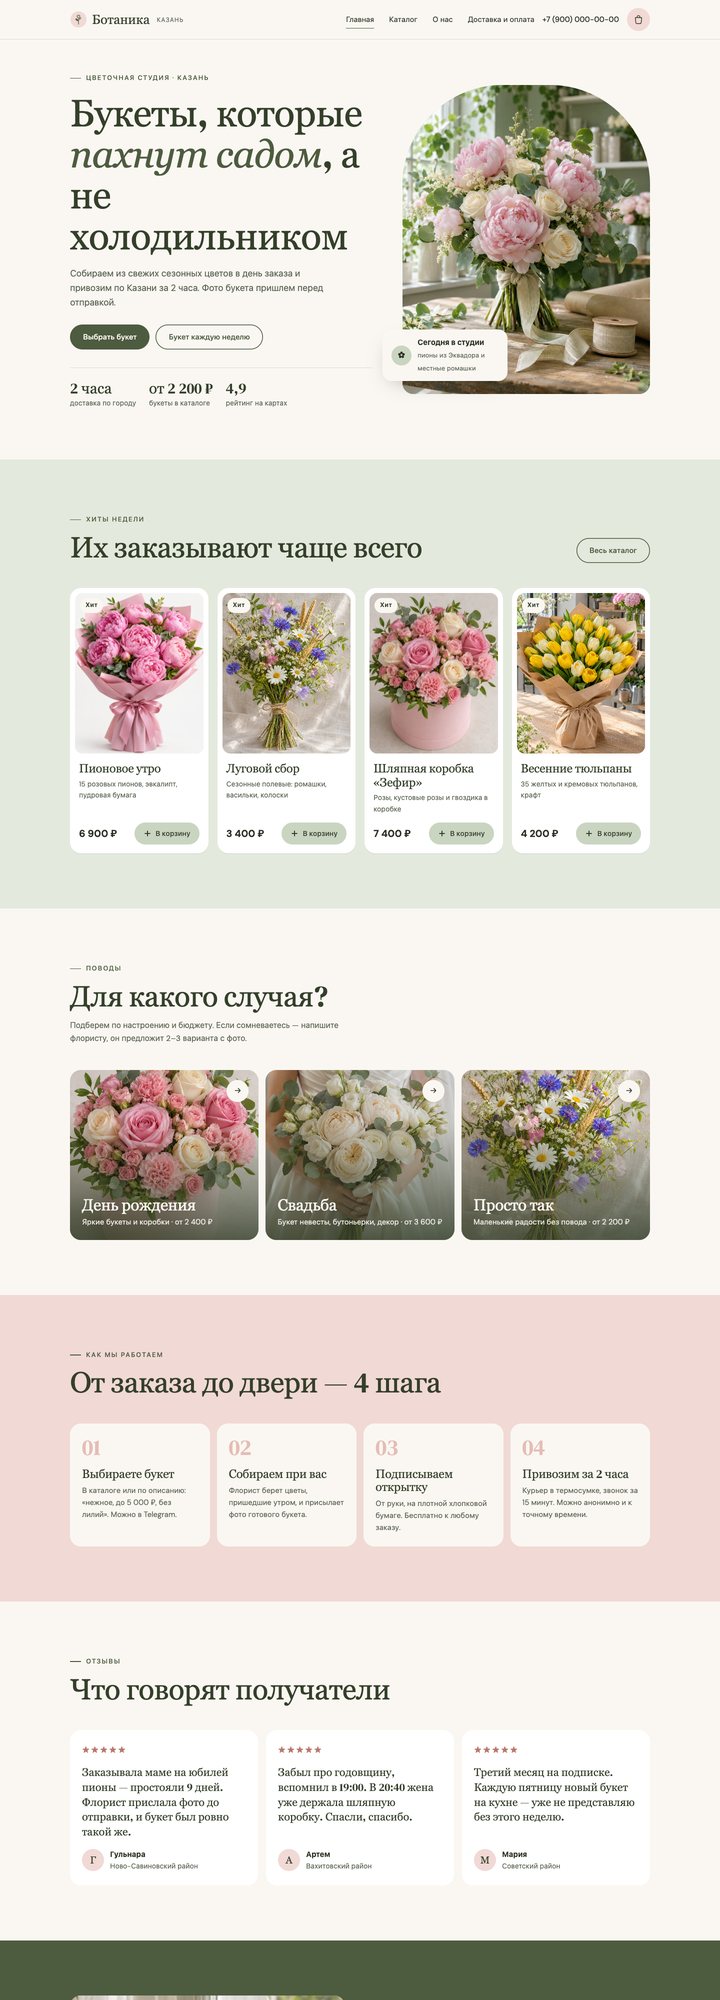 Ботаника КАЗАНЬ
Главная Каталог О нас Доставка и оплата +7 (900) 000-00-00
ЦВЕТОЧНАЯ СТУДИЯ · КАЗАНЬ
Букеты, которые
пахнут садом, а
не
холодильником
Собираем из свежих сезонных цветов в день заказа и
привозим по Казани за 2 часа. Фото букета пришлем перед
отправкой.
Выбрать букет
Букет каждую неделю
Сегодня в студии
пионы из Эквадора и
местные ромашки
2 часа
доставка по городу
от 2 200 ₽
букеты в каталоге
4,9
рейтинг на картах
ХИТЫ НЕДЕЛИ
Их заказывают чаще всего
Весь каталог
Хит
Пионовое утро
15 розовых пионов, эвкалипт,
пудровая бумага
6 900 ₽
+ В корзину
Хит
Луговой сбор
Сезонные полевые: ромашки,
васильки, колоски
3 400 ₽
+ В корзину
Хит
Шляпная коробка
«Зефир»
Розы, кустовые розы и гвоздика в
коробке
7 400 ₽
+ В корзину
Хит
Весенние тюльпаны
35 желтых и кремовых тюльпанов,
крафт
4 200 ₽
+ В корзину
ПОВОДЫ
Для какого случая?
Подберем по настроению и бюджету. Если сомневаетесь — напишите
флористу, он предложит 2–3 варианта с фото.
День рождения
Яркие букеты и коробки · от 2 400 ₽
Свадьба
Букет невесты, бутоньерки, декор · от 3 600 ₽
Просто так
Маленькие радости без повода · от 2 200 ₽
КАК МЫ РАБОТАЕМ
От заказа до двери — 4 шага
01
Выбираете букет
В каталоге или по описанию:
«нежное, до 5 000 ₽, без
лилий». Можно в Telegram.
02
Собираем при вас
Флорист берет цветы,
пришедшие утром, и присылает
фото готового букета.
03
Подписываем
открытку
От руки, на плотной хлопковой
бумаге. Бесплатно к любому
заказу.
04
Привозим за 2 часа
Курьер в термосумке, звонок за
15 минут. Можно анонимно и к
точному времени.
ОТЗЫВЫ
Что говорят получатели
★★★★★
Заказывала маме на юбилей
пионы — простояли 9 дней.
Флорист прислала фото до
отправки, и букет был ровно
такой же.
Г
Гульнара
Ново-Савиновский район
★★★★★
Забыл про годовщину,
вспомнил в 19:00. В 20:40 жена
уже держала шляпную
коробку. Спасли, спасибо.
А
Артем
Вахитовский район
★★★★★
Третий месяц на подписке.
Каждую пятницу новый букет
на кухне — уже не представляю
без этого неделю.
М
Мария
Советский район